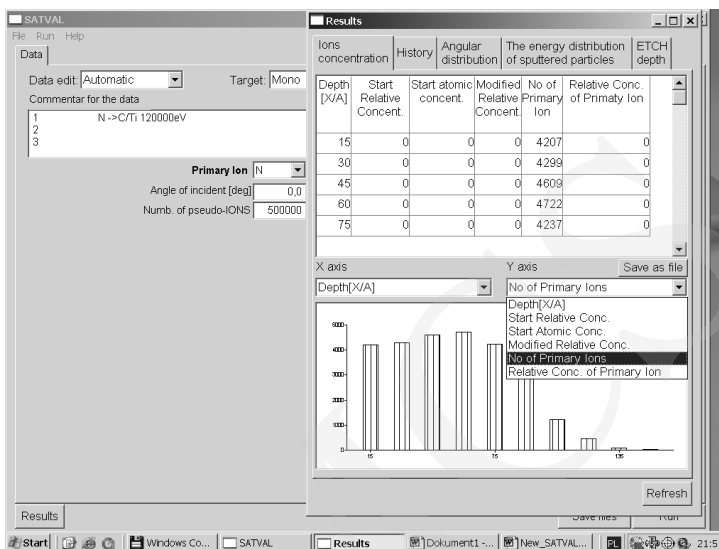 SATVAL
File Run Help
Data
Data edit: Automatic
Target: Mono
Commentar for the data
1 N ->C/Ti 120000eV
2
3
Primary Ion N
Angle of incident [deg] 0,0
Numb. of pseudo-IONS 500000
Results
Results
Ions concentration
History
Angular distribution
The energy distribution of sputtered particles
ETCH depth
Depth [X/A]
Start Relative Concent.
Start atomic concent.
Modified Relative Concent.
No of Primary Ion
Relative Conc. of Primaty Ion
15 0 0 0 4207 0
30 0 0 0 4299 0
45 0 0 0 4609 0
60 0 0 0 4722 0
75 0 0 0 4237 0
X axis
Y axis
Save as file
Depth[X/A]
No of Primary Ions
Depth[X/A]
Start Relative Conc.
Start Atomic Conc.
Modified Relative Conc.
No of Primary Ions
Relative Conc. of Primary Ion
5000
4000
3000
2000
1000
0
15 75 135
Refresh
Save files
Run
Start
Windows Co...
SATVAL
Results
Dokument1 -...
New_SATVAL...
PL
21:5